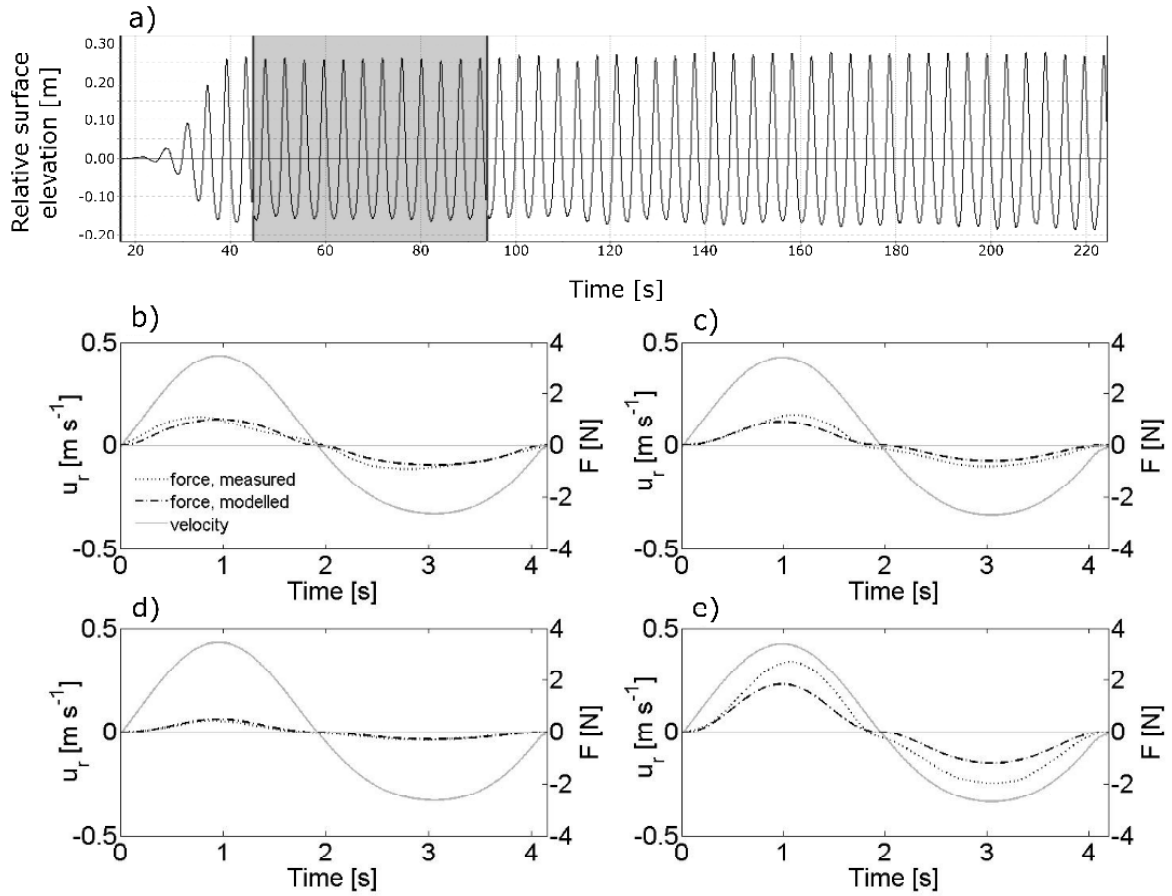 a)
Relative surface
elevation [m]
0.30
0.20
0.10
0.00
-0.10
-0.20
20 40 60 80 100 120 140 160 180 200 220
Time [s]
b)
0.5
0
-0.5
u_r [m s⁻¹]
4
2
0
-2
-4
F [N]
force, measured
force, modelled
velocity
0 1 2 3 4
Time [s]
c)
0.5
0
-0.5
u_r [m s⁻¹]
4
2
0
-2
-4
F [N]
0 1 2 3 4
Time [s]
d)
0.5
0
-0.5
u_r [m s⁻¹]
4
2
0
-2
-4
F [N]
0 1 2 3 4
Time [s]
e)
0.5
0
-0.5
u_r [m s⁻¹]
4
2
0
-2
-4
F [N]
0 1 2 3 4
Time [s]